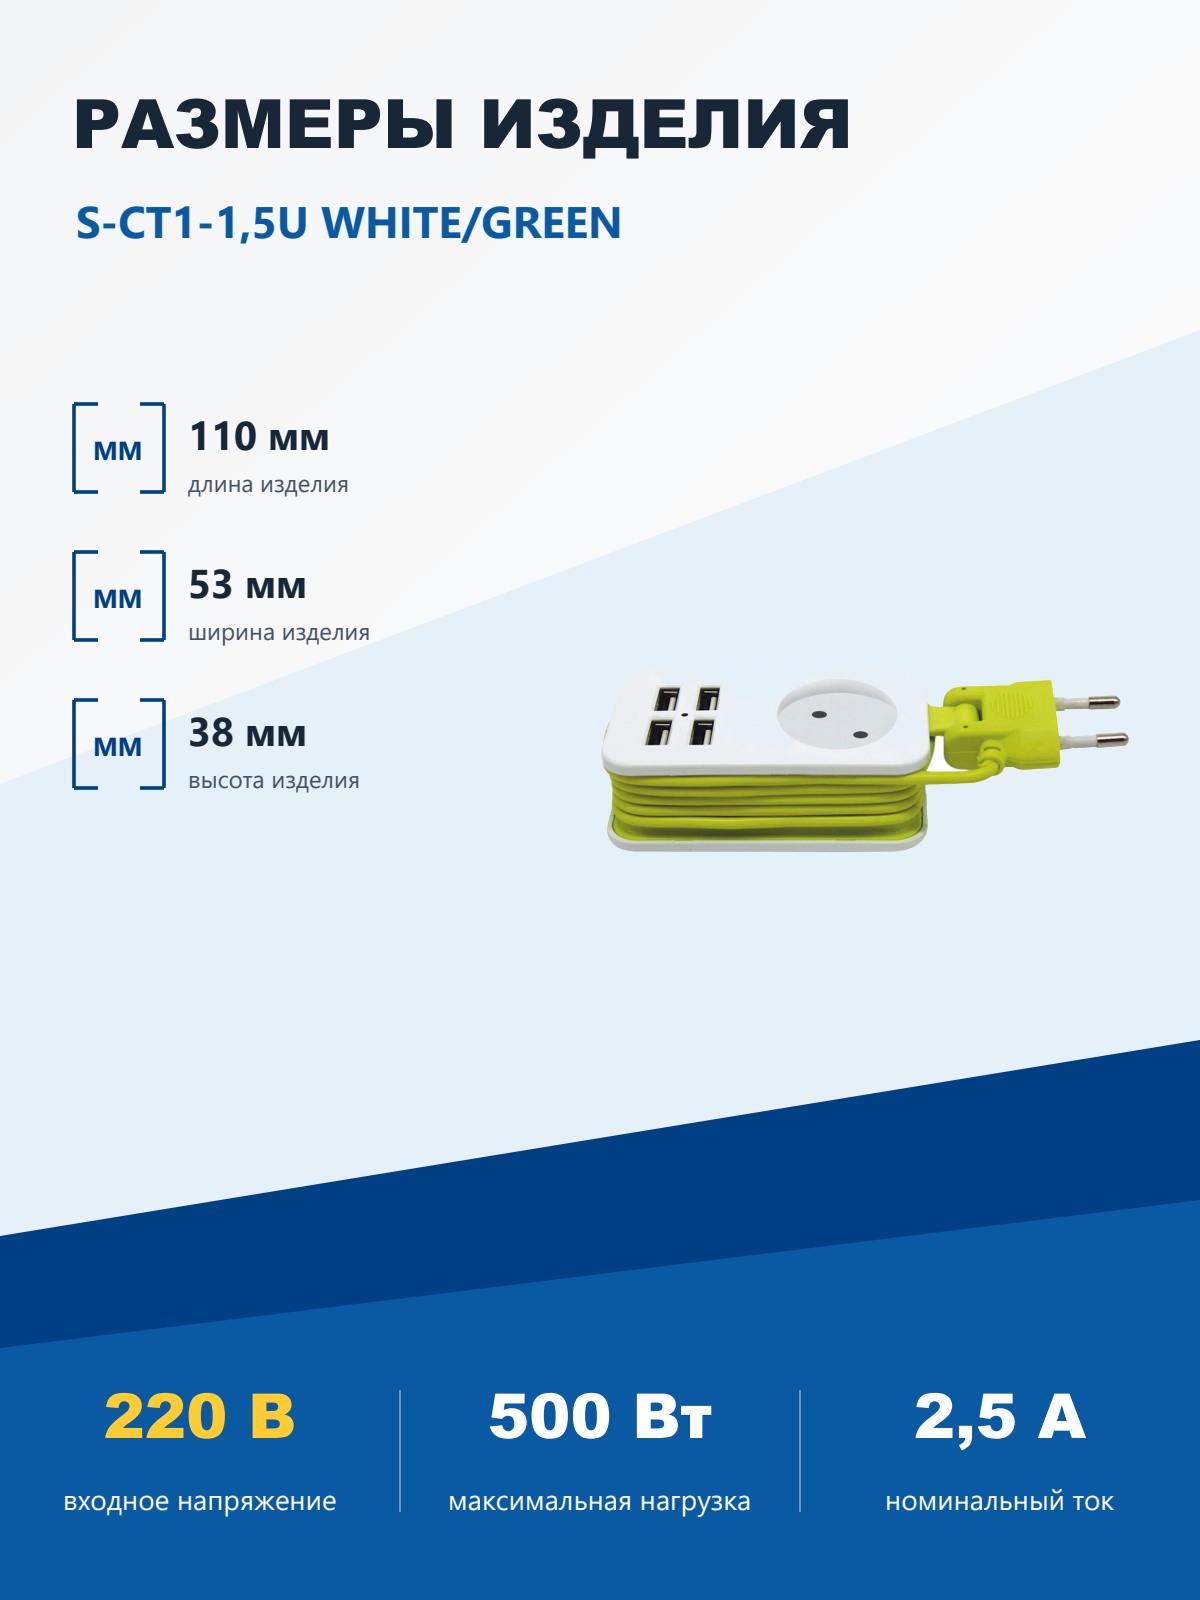 РАЗМЕРЫ ИЗДЕЛИЯ
S-CT1-1,5U WHITE/GREEN
мм
110 мм
длина изделия
мм
53 мм
ширина изделия
мм
38 мм
высота изделия
220 В
входное напряжение
500 Вт
максимальная нагрузка
2,5 А
номинальный ток